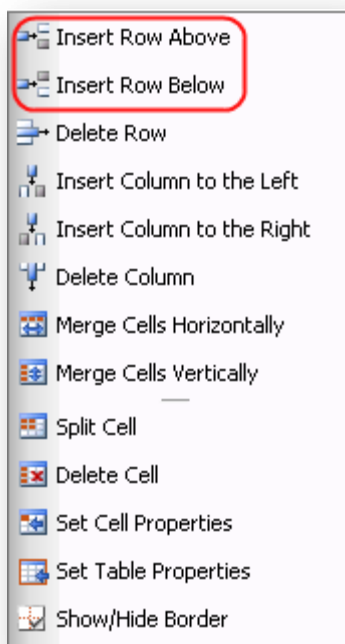 Insert Row Above
Insert Row Below
Delete Row
Insert Column to the Left
Insert Column to the Right
Delete Column
Merge Cells Horizontally
Merge Cells Vertically
Split Cell
Delete Cell
Set Cell Properties
Set Table Properties
Show/Hide Border